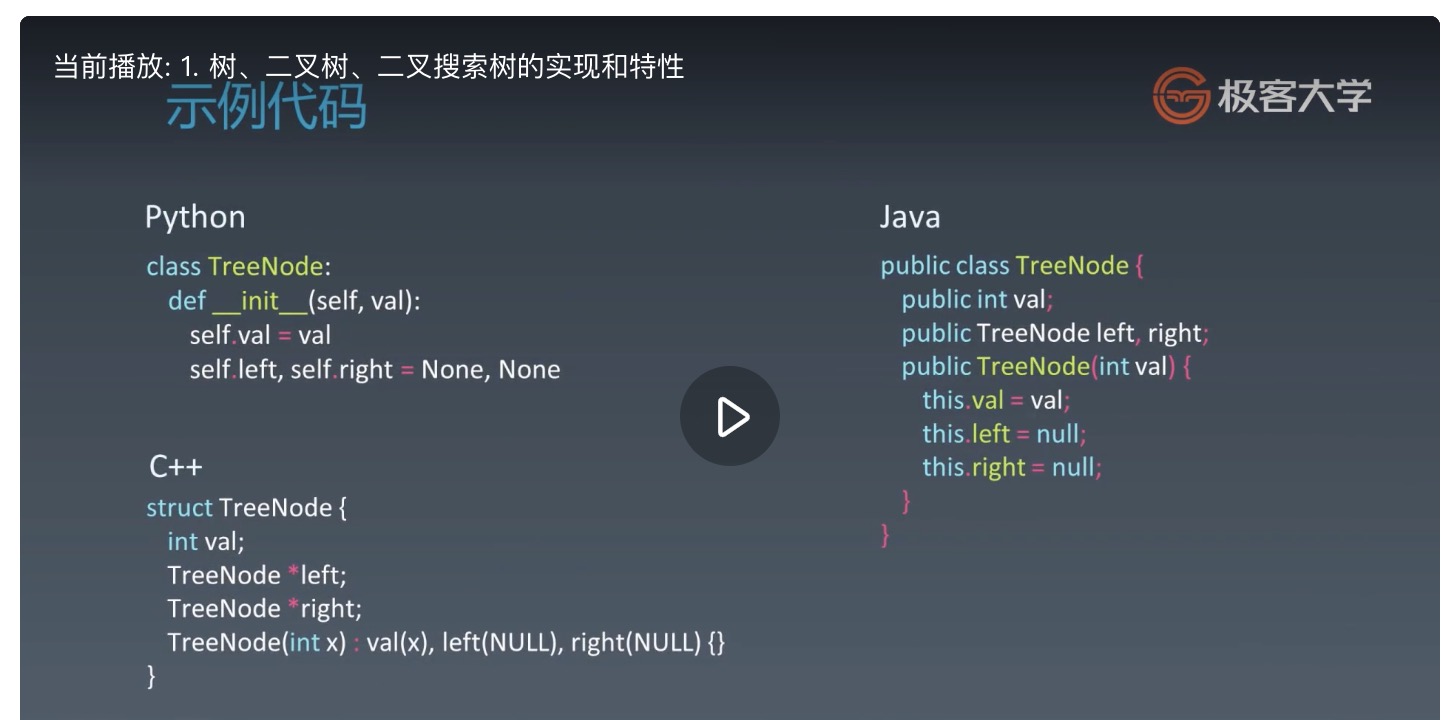 当前播放: 1. 树、二叉树、二叉搜索树的实现和特性
示例代码
极客大学
Python
class TreeNode:
def __init__(self, val):
self.val = val
self.left, self.right = None, None
C++
struct TreeNode {
int val;
TreeNode *left;
TreeNode *right;
TreeNode(int x) : val(x), left(NULL), right(NULL) {}
}
Java
public class TreeNode {
public int val;
public TreeNode left, right;
public TreeNode(int val) {
this.val = val;
this.left = null;
this.right = null;
}
}